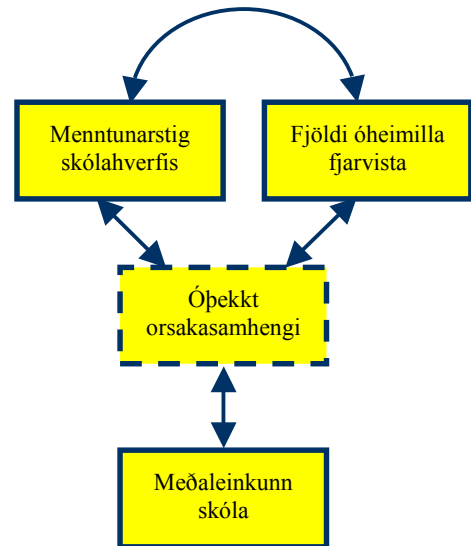 Menntunarstig
skólahverfis
Fjöldi óheimilla
fjarvista
Óþekkt
orsakasamhengi
Meðaleinkunn
skóla